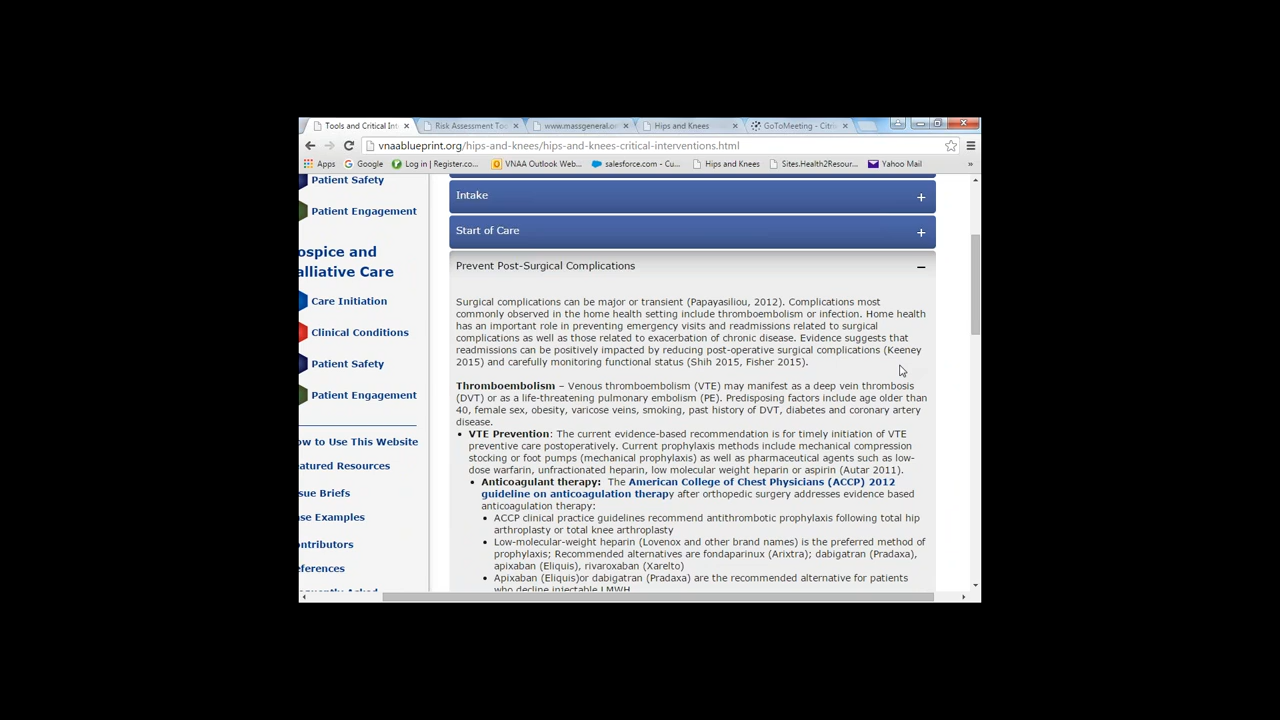 Tools and Critical Int
Risk Assessment Too
www.massgeneral.o
Hips and Knees
GoToMeeting - Citri
vnaablueprint.org/hips-and-knees/hips-and-knees-critical-interventions.html
Apps
Google
Log in | Register.co...
VNAA Outlook Web...
salesforce.com - Cu...
Hips and Knees
Sites.Health2Resour...
Yahoo Mail
Patient Safety
Patient Engagement
ospice and
alliative Care
Care Initiation
Clinical Conditions
Patient Safety
Patient Engagement
ow to Use This Website
atured Resources
sue Briefs
se Examples
ontributors
eferences
equently Asked
Intake
Start of Care
Prevent Post-Surgical Complications
Surgical complications can be major or transient (Papayasiliou, 2012). Complications most
commonly observed in the home health setting include thromboembolism or infection. Home health
has an important role in preventing emergency visits and readmissions related to surgical
complications as well as those related to exacerbation of chronic disease. Evidence suggests that
readmissions can be positively impacted by reducing post-operative surgical complications (Keeney
2015) and carefully monitoring functional status (Shih 2015, Fisher 2015).
Thromboembolism – Venous thromboembolism (VTE) may manifest as a deep vein thrombosis
(DVT) or as a life-threatening pulmonary embolism (PE). Predisposing factors include age older than
40, female sex, obesity, varicose veins, smoking, past history of DVT, diabetes and coronary artery
disease.
• VTE Prevention: The current evidence-based recommendation is for timely initiation of VTE
preventive care postoperatively. Current prophylaxis methods include mechanical compression
stocking or foot pumps (mechanical prophylaxis) as well as pharmaceutical agents such as low-
dose warfarin, unfractionated heparin, low molecular weight heparin or aspirin (Autar 2011).
• Anticoagulant therapy: The American College of Chest Physicians (ACCP) 2012
guideline on anticoagulation therapy after orthopedic surgery addresses evidence based
anticoagulation therapy:
• ACCP clinical practice guidelines recommend antithrombotic prophylaxis following total hip
arthroplasty or total knee arthroplasty
• Low-molecular-weight heparin (Lovenox and other brand names) is the preferred method of
prophylaxis; Recommended alternatives are fondaparinux (Arixtra); dabigatran (Pradaxa),
apixaban (Eliquis), rivaroxaban (Xarelto)
• Apixaban (Eliquis)or dabigatran (Pradaxa) are the recommended alternative for patients
who decline injectable LMWH